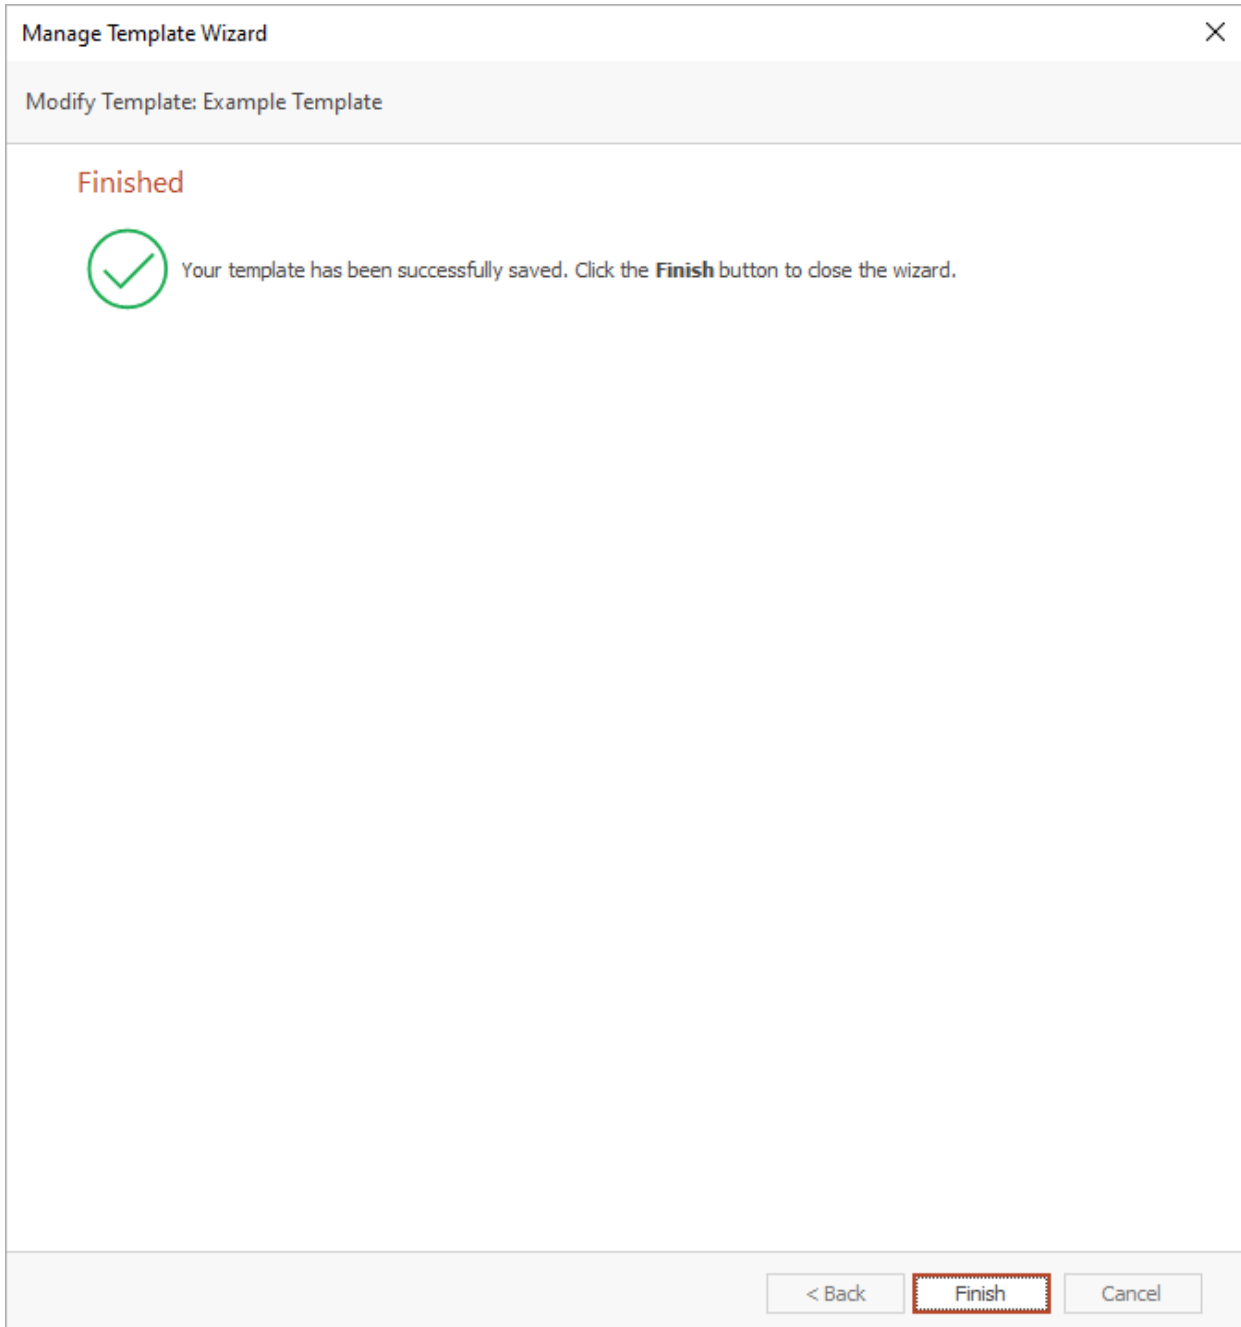 Manage Template Wizard
Modify Template: Example Template
Finished
Your template has been successfully saved. Click the Finish button to close the wizard.
< Back Finish Cancel